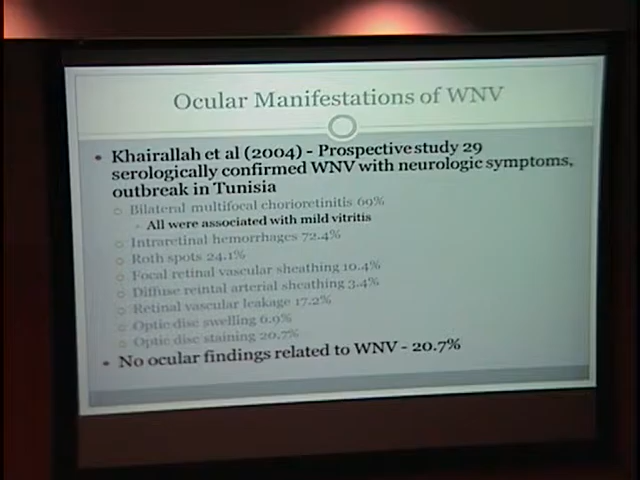 Ocular Manifestations of WNV
• Khairallah et al (2004) - Prospective study 29
serologically confirmed WNV with neurologic symptoms,
outbreak in Tunisia
○ Bilateral multifocal chorioretinitis 69%
• All were associated with mild vitritis
○ Intraretinal hemorrhages 72.4%
○ Roth spots 24.1%
○ Focal retinal vascular sheathing 10.4%
○ Diffuse reintal arterial sheathing 3.4%
○ Retinal vascular leakage 17.2%
○ Optic disc swelling 6.9%
○ Optic disc staining 20.7%
• No ocular findings related to WNV - 20.7%